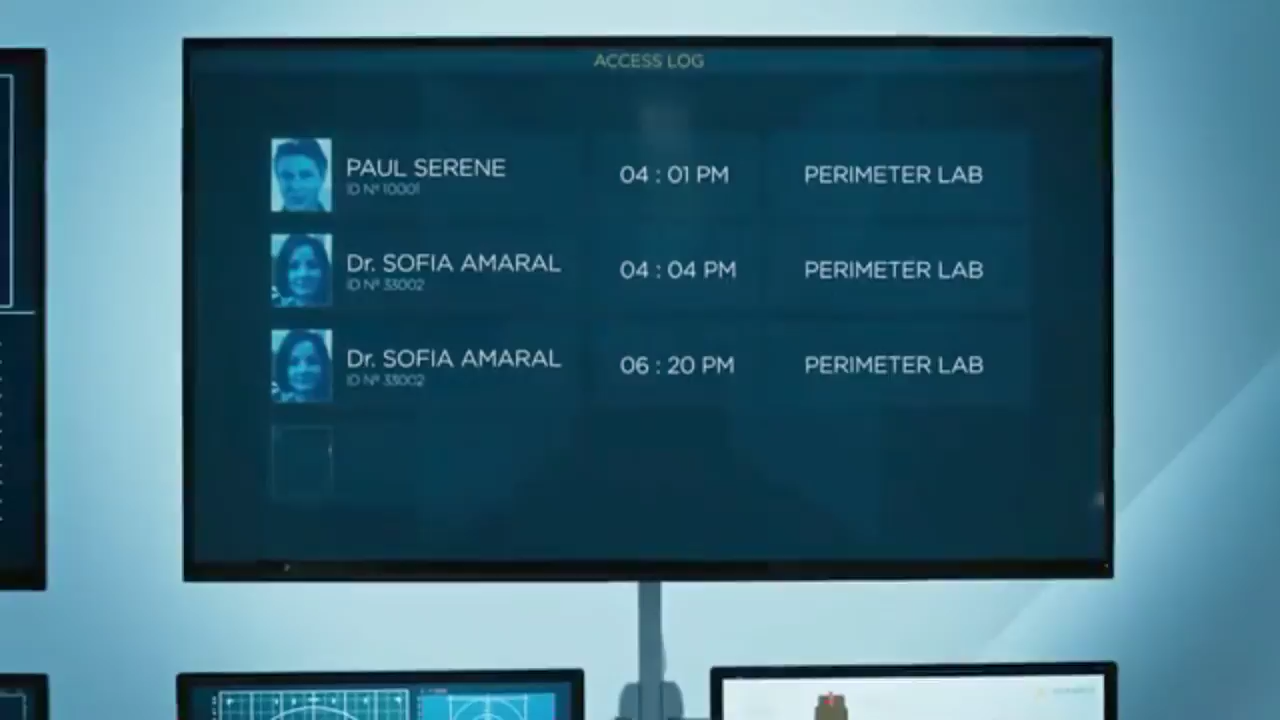 ACCESS LOG
PAUL SERENE 04 : 01 PM PERIMETER LAB
ID Nº 10001
Dr. SOFIA AMARAL 04 : 04 PM PERIMETER LAB
ID Nº 33002
Dr. SOFIA AMARAL 06 : 20 PM PERIMETER LAB
ID Nº 33002